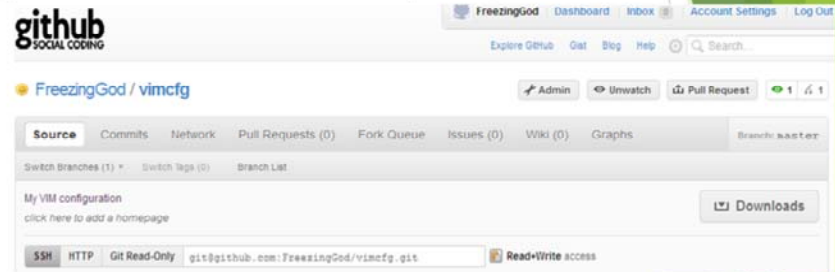 github
SOCIAL CODING
FreezingGod Dashboard Inbox 0 Account Settings Log Out
Explore GitHub Gist Blog Help Search...
FreezingGod / vimcfg
Admin Unwatch Pull Request 1 1
Source Commits Network Pull Requests (0) Fork Queue Issues (0) Wiki (0) Graphs Branch: master
Switch Branches (1) Switch Tags (0) Branch List
My VIM configuration
click here to add a homepage
Downloads
SSH HTTP Git Read-Only git@github.com:FreezingGod/vimcfg.git Read+Write access